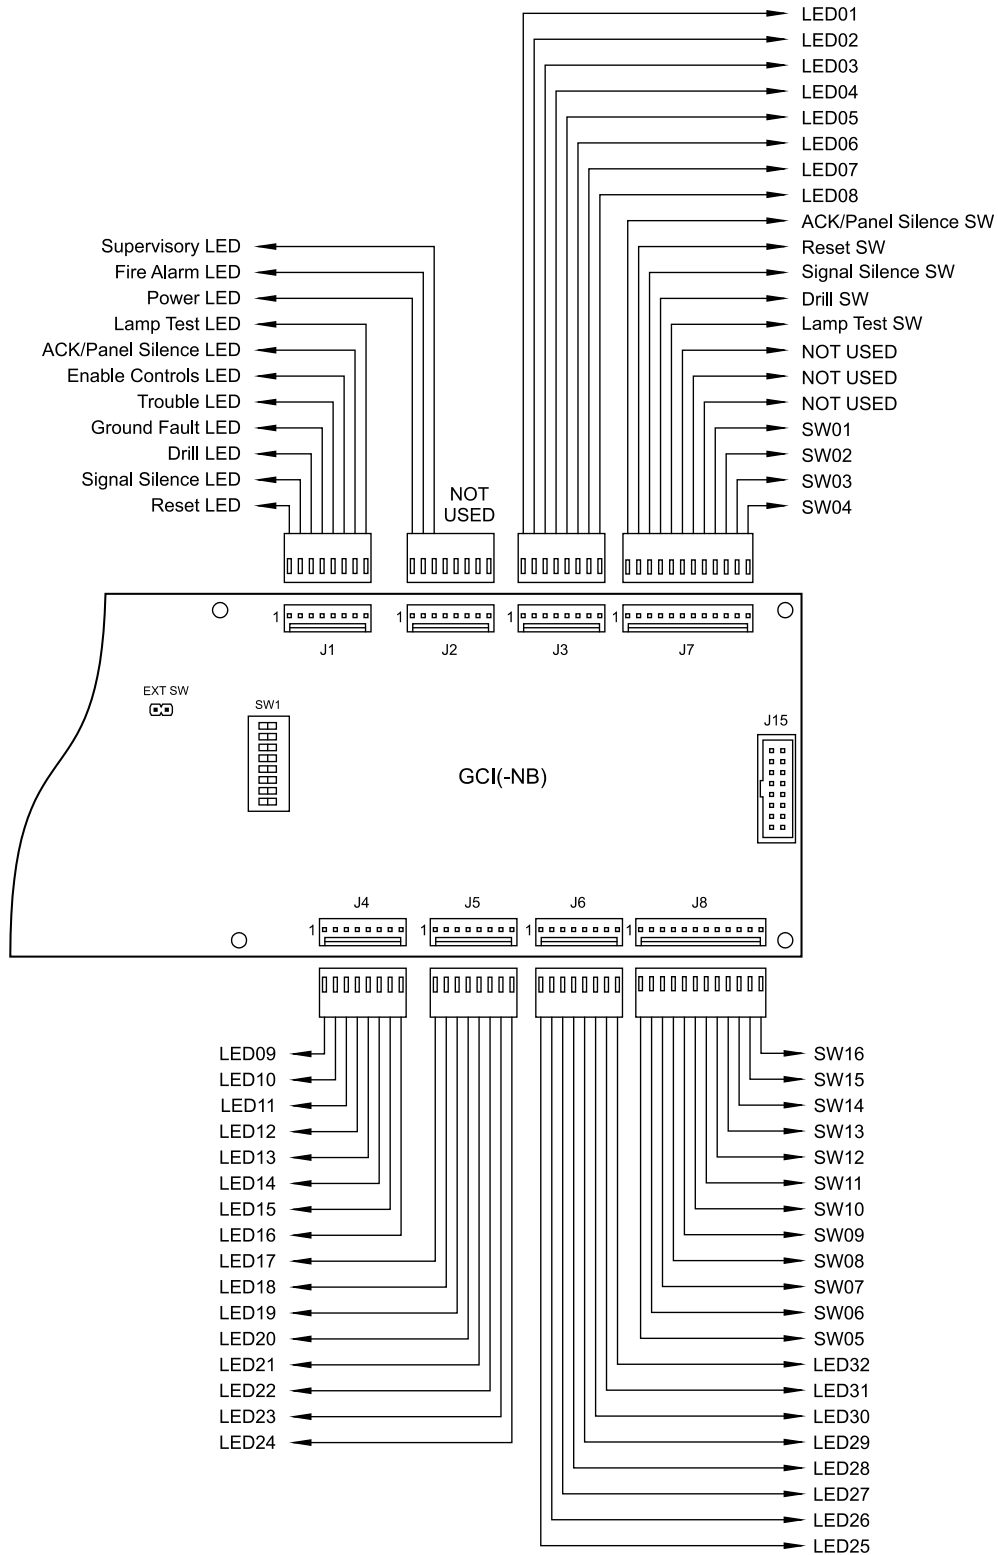 LED01
LED02
LED03
LED04
LED05
LED06
LED07
LED08
ACK/Panel Silence SW
Reset SW
Signal Silence SW
Drill SW
Lamp Test SW
NOT USED
NOT USED
NOT USED
SW01
SW02
SW03
SW04
Supervisory LED
Fire Alarm LED
Power LED
Lamp Test LED
ACK/Panel Silence LED
Enable Controls LED
Trouble LED
Ground Fault LED
Drill LED
Signal Silence LED
Reset LED
NOT
USED
1
1
1
1
J1
J2
J3
J7
EXT SW
SW1
J15
GCI(-NB)
J4
J5
J6
J8
1
1
1
1
LED09
LED10
LED11
LED12
LED13
LED14
LED15
LED16
LED17
LED18
LED19
LED20
LED21
LED22
LED23
LED24
SW16
SW15
SW14
SW13
SW12
SW11
SW10
SW09
SW08
SW07
SW06
SW05
LED32
LED31
LED30
LED29
LED28
LED27
LED26
LED25